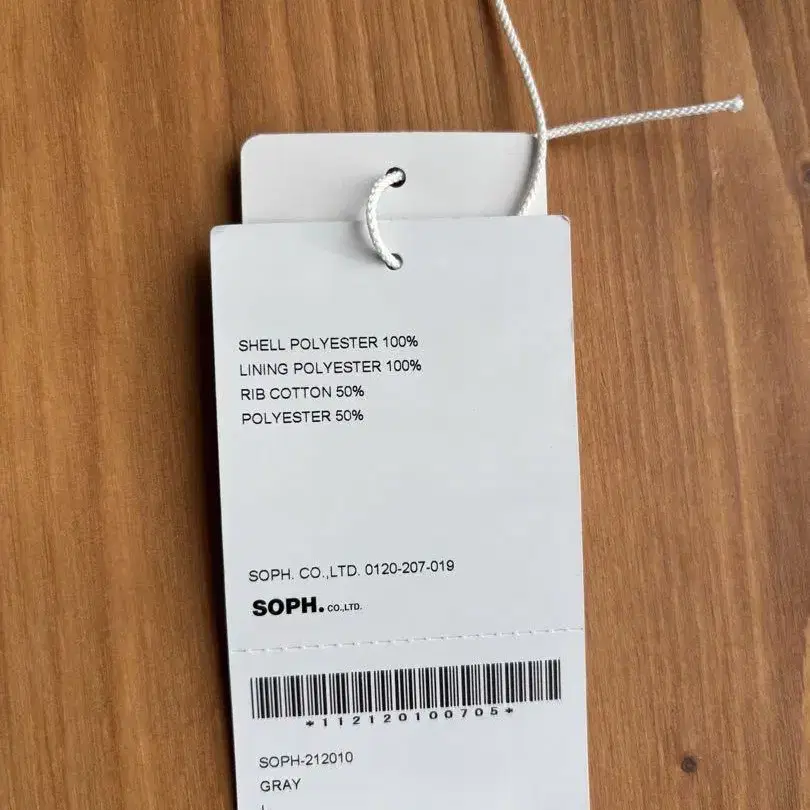 SHELL POLYESTER 100%
LINING POLYESTER 100%
RIB COTTON 50%
POLYESTER 50%
SOPH. CO.,LTD. 0120-207-019
SOPH. CO.,LTD.
*112120100705*
SOPH-212010
GRAY